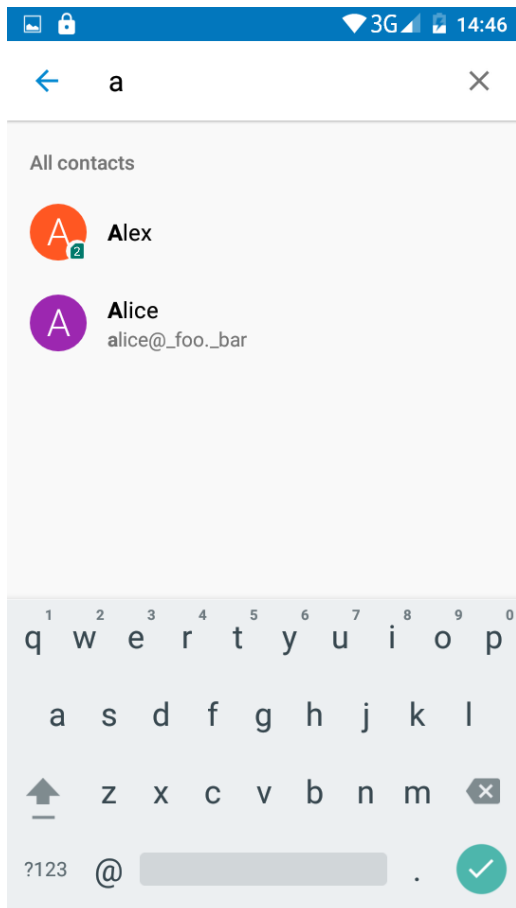 3G 14:46
a
All contacts
A Alex
2
A Alice
alice@_foo._bar
1 2 3 4 5 6 7 8 9 0
q w e r t y u i o p
a s d f g h j k l
z x c v b n m
?123 @ .